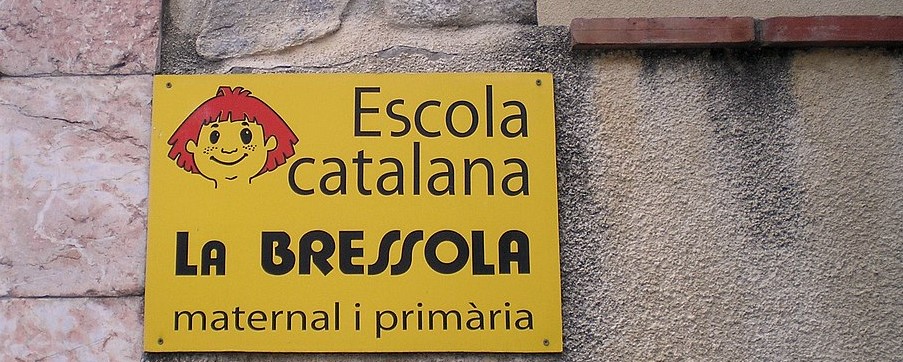 Escola
catalana
La BRESSOLA
maternal i primària